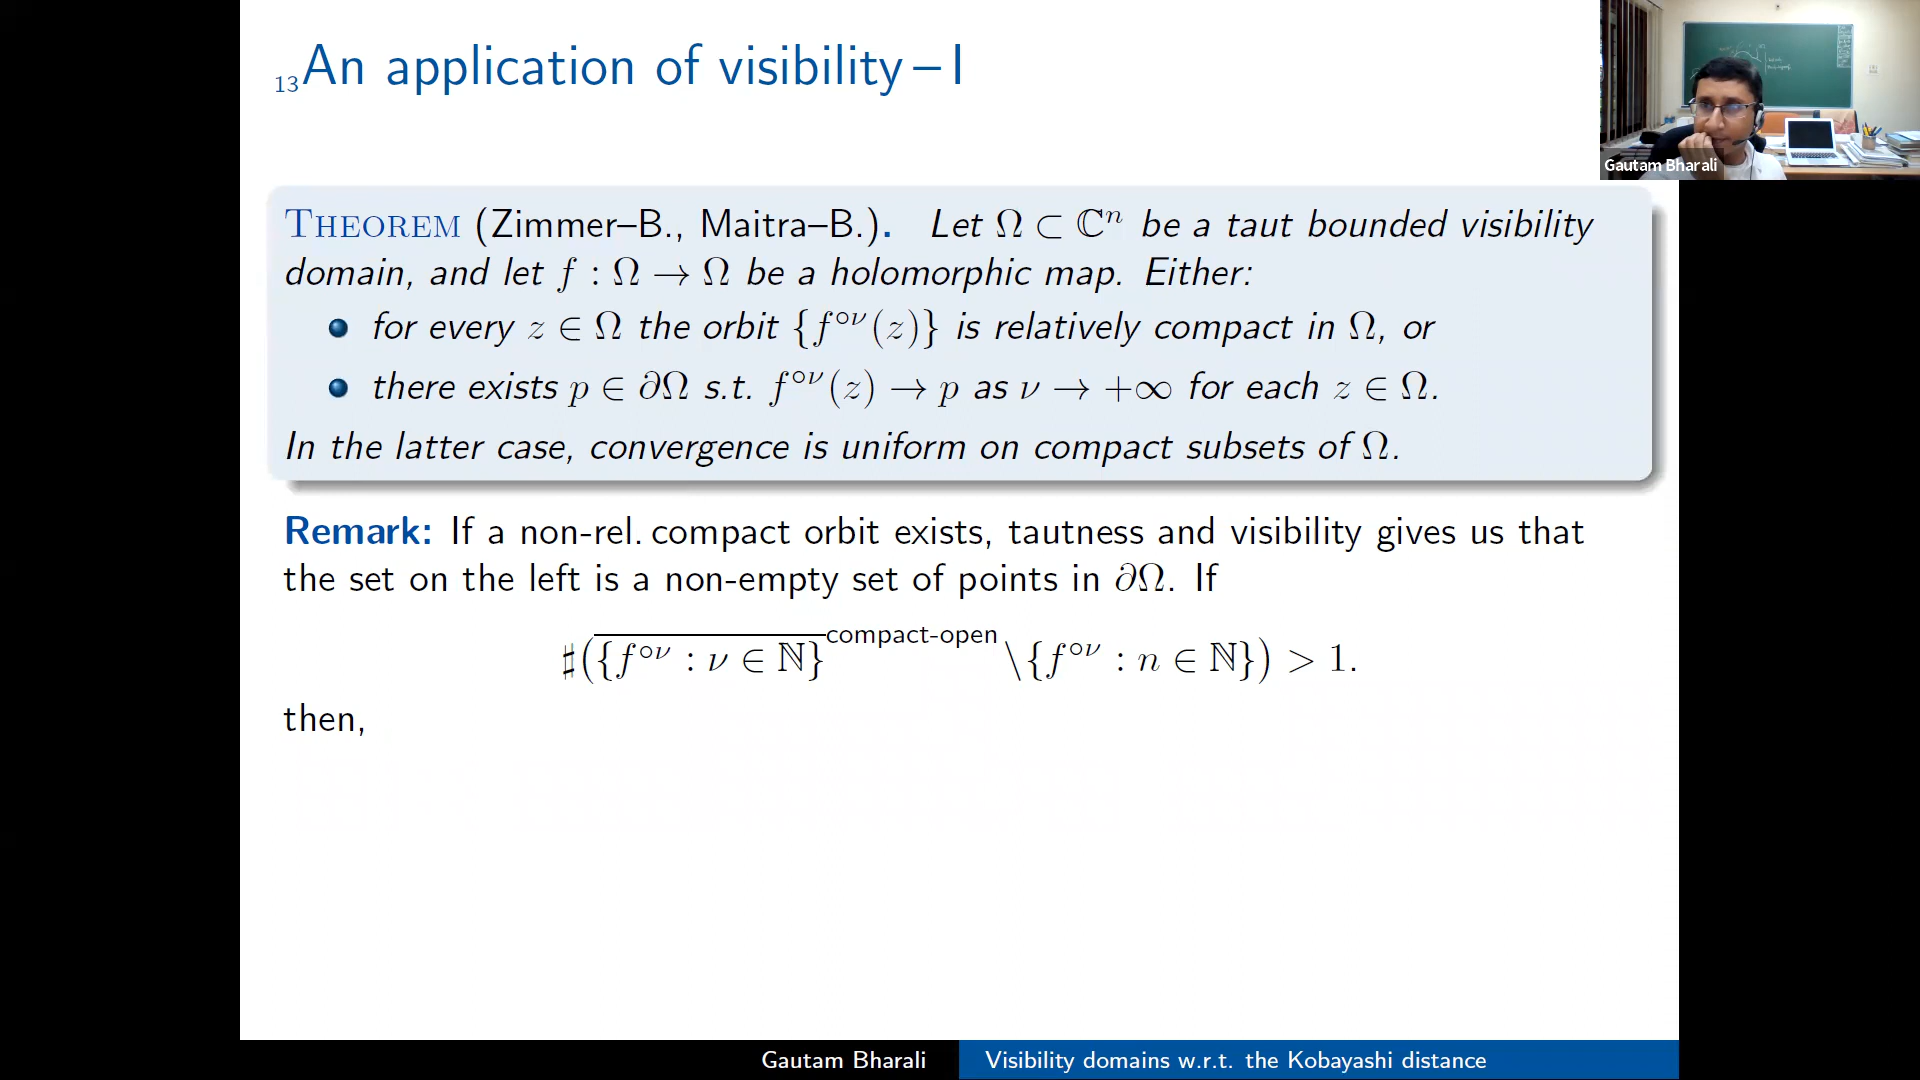 13 An application of visibility – I
Gautam Bharali
THEOREM (Zimmer–B., Maitra–B.). Let Ω ⊂ ℂⁿ be a taut bounded visibility
domain, and let f : Ω → Ω be a holomorphic map. Either:
for every z ∈ Ω the orbit {f^{∘ν}(z)} is relatively compact in Ω, or
there exists p ∈ ∂Ω s.t. f^{∘ν}(z) → p as ν → +∞ for each z ∈ Ω.
In the latter case, convergence is uniform on compact subsets of Ω.
Remark: If a non-rel. compact orbit exists, tautness and visibility gives us that
the set on the left is a non-empty set of points in ∂Ω. If
♯(\overline{{f^{∘ν} : ν ∈ ℕ}}^{compact-open} \ {f^{∘ν} : n ∈ ℕ}) > 1.
then,
Gautam Bharali
Visibility domains w.r.t. the Kobayashi distance